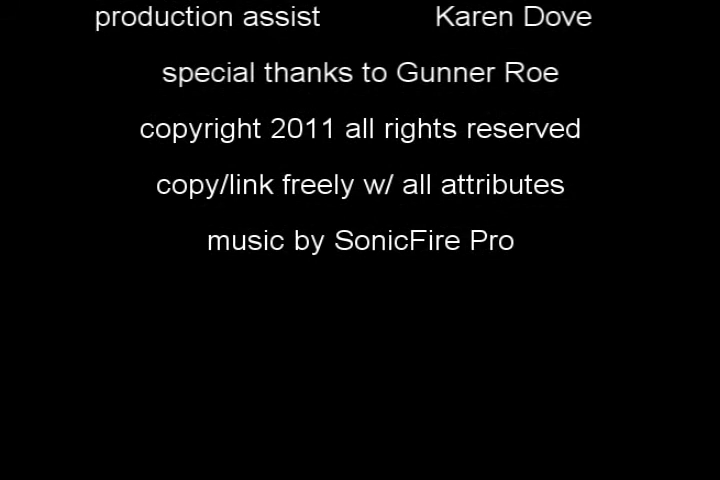 production assist Karen Dove
special thanks to Gunner Roe
copyright 2011 all rights reserved
copy/link freely w/ all attributes
music by SonicFire Pro